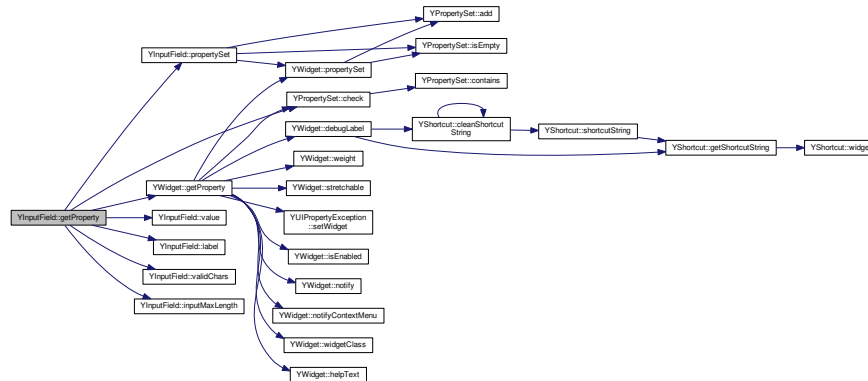 YPropertySet::add
YInputField::propertySet
YPropertySet::isEmpty
YWidget::propertySet
YPropertySet::contains
YPropertySet::check
YShortcut::cleanShortcut
String
YShortcut::shortcutString
YWidget::debugLabel
YShortcut::getShortcutString
YShortcut::widge
YWidget::weight
YWidget::getProperty
YWidget::stretchable
YInputField::getProperty
YInputField::value
YUIPropertyException
::setWidget
YInputField::label
YWidget::isEnabled
YInputField::validChars
YWidget::notify
YInputField::inputMaxLength
YWidget::notifyContextMenu
YWidget::widgetClass
YWidget::helpText